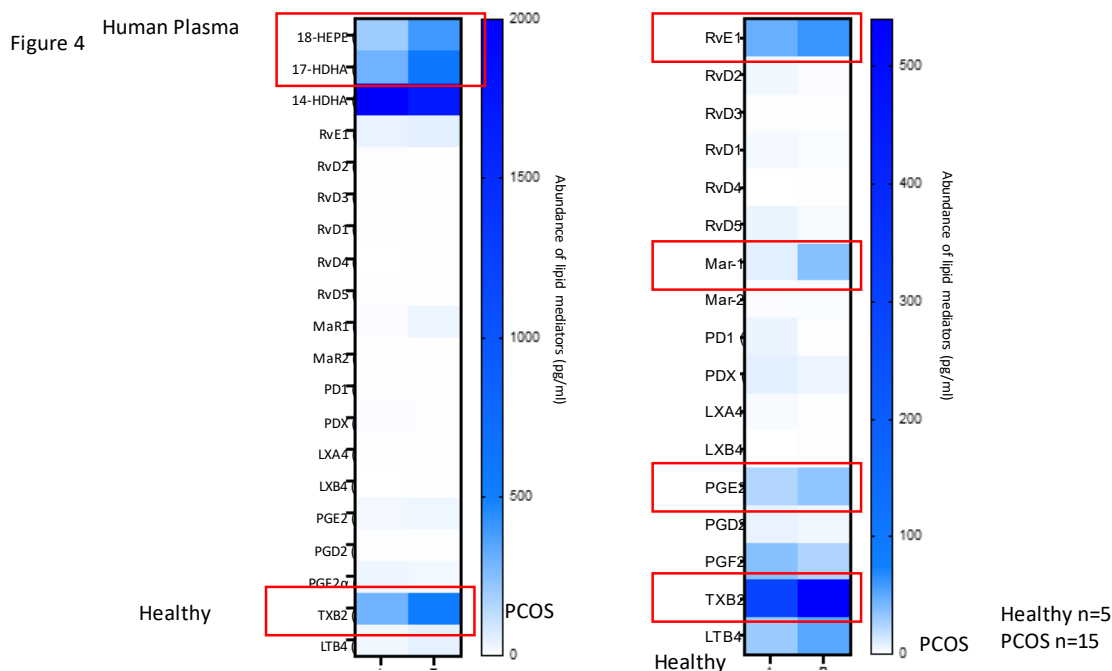 Figure 4
Human Plasma
18-HEPE
17-HDHA
14-HDHA
RvE1
RvD2
RvD3
RvD1
RvD4
RvD5
MaR1
MaR2
PD1
PDX
LXA4
LXB4
PGE2
PGD2
PGF2α
TXB2
LTB4
Healthy
PCOS
2000
1500
1000
500
0
Abundance of lipid mediators (pg/ml)
RvE1
RvD2
RvD3
RvD1
RvD4
RvD5
Mar-1
Mar-2
PD1
PDX
LXA4
LXB4
PGE2
PGD2
PGF2
TXB2
LTB4
Healthy
PCOS
500
400
300
200
100
0
Abundance of lipid mediators (pg/ml)
Healthy n=5
PCOS n=15